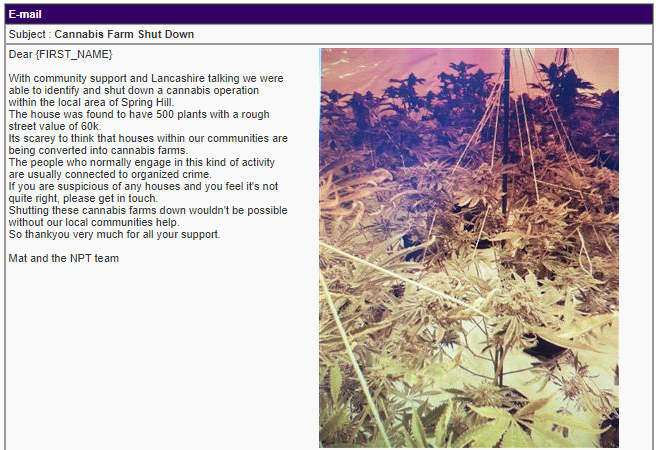 E-mail
Subject : Cannabis Farm Shut Down
Dear {FIRST_NAME}
With community support and Lancashire talking we were
able to identify and shut down a cannabis operation
within the local area of Spring Hill.
The house was found to have 500 plants with a rough
street value of 60k.
Its scarey to think that houses within our communities are
being converted into cannabis farms.
The people who normally engage in this kind of activity
are usually connected to organized crime.
If you are suspicious of any houses and you feel it's not
quite right, please get in touch.
Shutting these cannabis farms down wouldn't be possible
without our local communities help.
So thankyou very much for all your support.
Mat and the NPT team